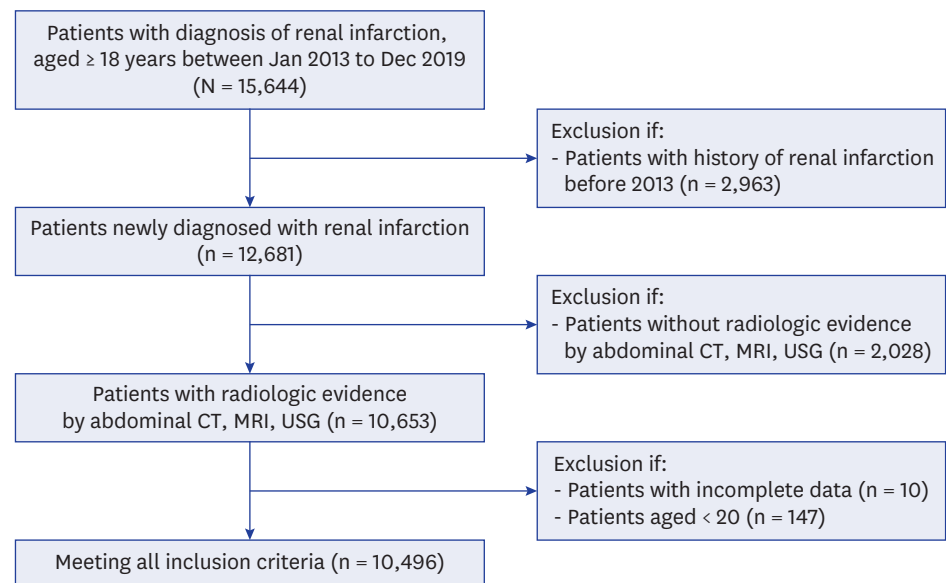 Patients with diagnosis of renal infarction,
aged ≥ 18 years between Jan 2013 to Dec 2019
(N = 15,644)
Exclusion if:
- Patients with history of renal infarction
before 2013 (n = 2,963)
Patients newly diagnosed with renal infarction
(n = 12,681)
Exclusion if:
- Patients without radiologic evidence
by abdominal CT, MRI, USG (n = 2,028)
Patients with radiologic evidence
by abdominal CT, MRI, USG (n = 10,653)
Exclusion if:
- Patients with incomplete data (n = 10)
- Patients aged < 20 (n = 147)
Meeting all inclusion criteria (n = 10,496)